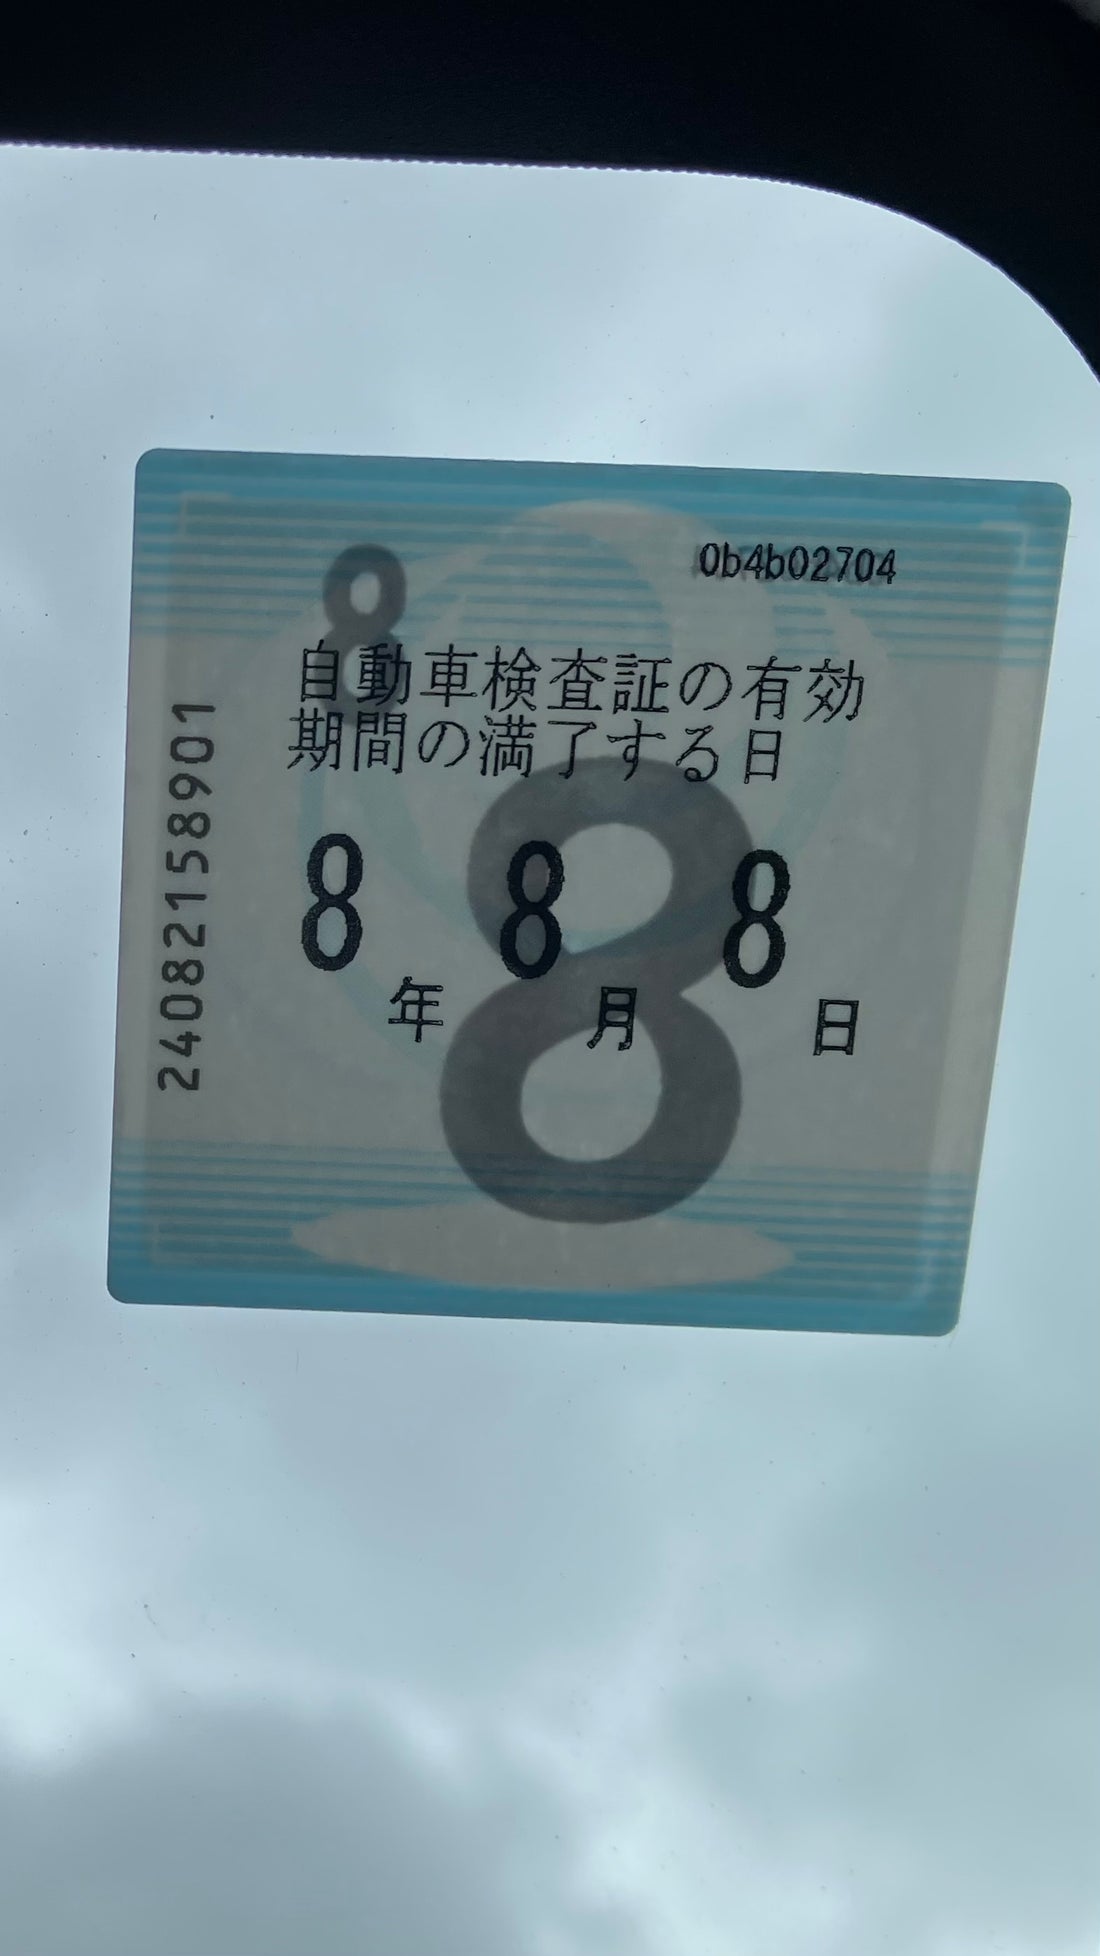 8
0b4b02704
自動車検査証の有効
期間の満了する日
8年 8月 8日
8
24082158901